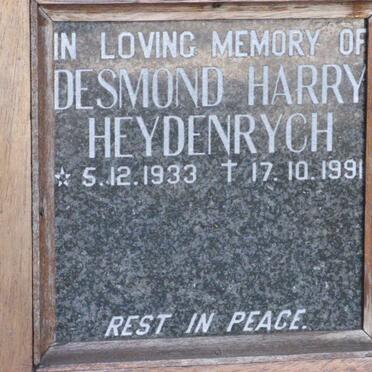 IN LOVING MEMORY OF
DESMOND HARRY
HEYDENRYCH
☆ 5.12.1933 † 17.10.1991
REST IN PEACE.